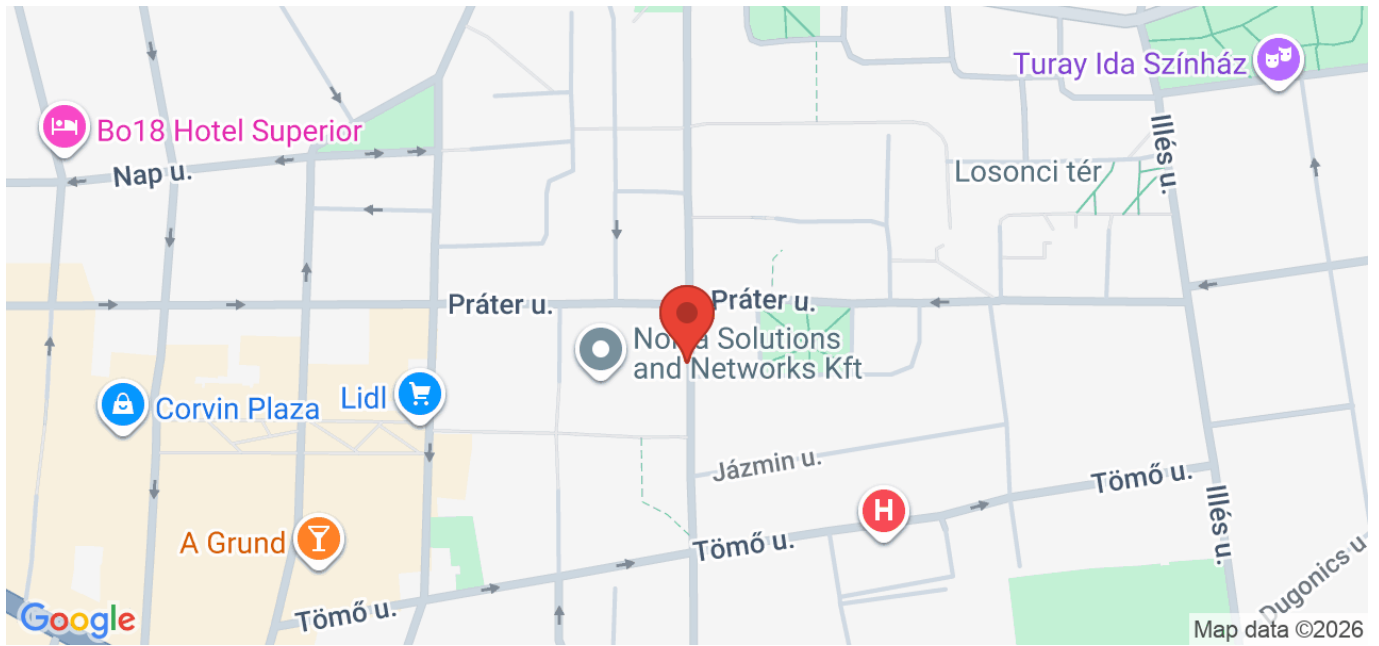 Turay Ida Színház
Bo18 Hotel Superior
Illés u.
Nap u.
Losonci tér
Práter u.
Práter u.
Nokia Solutions
and Networks Kft
Lidl
Corvin Plaza
Jázmin u.
Tömő u.
H
Illés u.
A Grund
Tömő u.
Dugonics u.
Tömő u.
Google
Map data ©2026